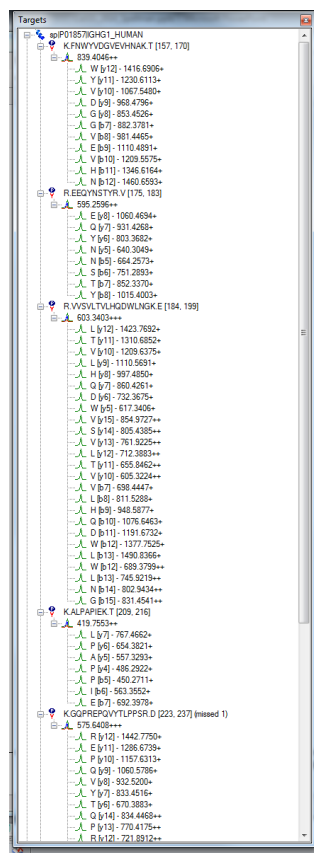 Targets
sp|P01857|IGHG1_HUMAN
K.FNWYVDGVEVHNAK.T [157, 170]
839.4046++
W [y12] - 1416.6906+
Y [y11] - 1230.6113+
V [y10] - 1067.5480+
D [y9] - 968.4796+
G [y8] - 853.4526+
G [b7] - 882.3781+
V [b8] - 981.4465+
E [b9] - 1110.4891+
V [b10] - 1209.5575+
H [b11] - 1346.6164+
N [b12] - 1460.6593+
R.EEQYNSTYR.V [175, 183]
595.2596++
E [y8] - 1060.4694+
Q [y7] - 931.4268+
Y [y6] - 803.3682+
N [y5] - 640.3049+
N [b5] - 664.2573+
S [b6] - 751.2893+
T [b7] - 852.3370+
Y [b8] - 1015.4003+
R.VVSVLTVLHQDWLNGK.E [184, 199]
603.3403+++
L [y12] - 1423.7692+
T [y11] - 1310.6852+
V [y10] - 1209.6375+
L [y9] - 1110.5691+
H [y8] - 997.4850+
Q [y7] - 860.4261+
D [y6] - 732.3675+
W [y5] - 617.3406+
V [y15] - 854.9727++
S [y14] - 805.4385++
V [y13] - 761.9225++
L [y12] - 712.3883++
T [y11] - 655.8462++
V [y10] - 605.3224++
V [b7] - 698.4447+
L [b8] - 811.5288+
H [b9] - 948.5877+
Q [b10] - 1076.6463+
D [b11] - 1191.6732+
W [b12] - 1377.7525+
L [b13] - 1490.8366+
W [b12] - 689.3799++
L [b13] - 745.9219++
N [b14] - 802.9434++
G [b15] - 831.4541++
K.ALPAPIEK.T [209, 216]
419.7553++
L [y7] - 767.4662+
P [y6] - 654.3821+
A [y5] - 557.3293+
P [y4] - 486.2922+
P [b5] - 450.2711+
I [b6] - 563.3552+
E [b7] - 692.3978+
K.GQPREPQVYTLPPSR.D [223, 237] (missed 1)
575.6408+++
R [y12] - 1442.7750+
E [y11] - 1286.6739+
P [y10] - 1157.6313+
Q [y9] - 1060.5786+
V [y8] - 932.5200+
Y [y7] - 833.4516+
T [y6] - 670.3883+
Q [y14] - 834.4468++
P [y13] - 770.4175++
R [y12] - 721.8912++